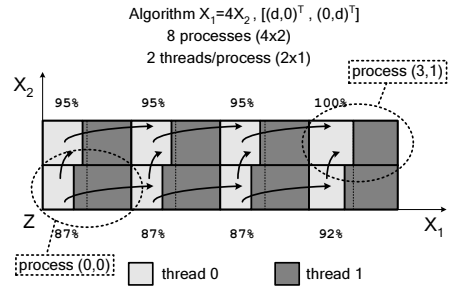 Algorithm X1=4X2 , [(d,0)T , (0,d)T]
8 processes (4x2)
2 threads/process (2x1)
process (3,1)
X2
95% 95% 95% 100%
Z
X1
87% 87% 87% 92%
process (0,0)
thread 0 thread 1